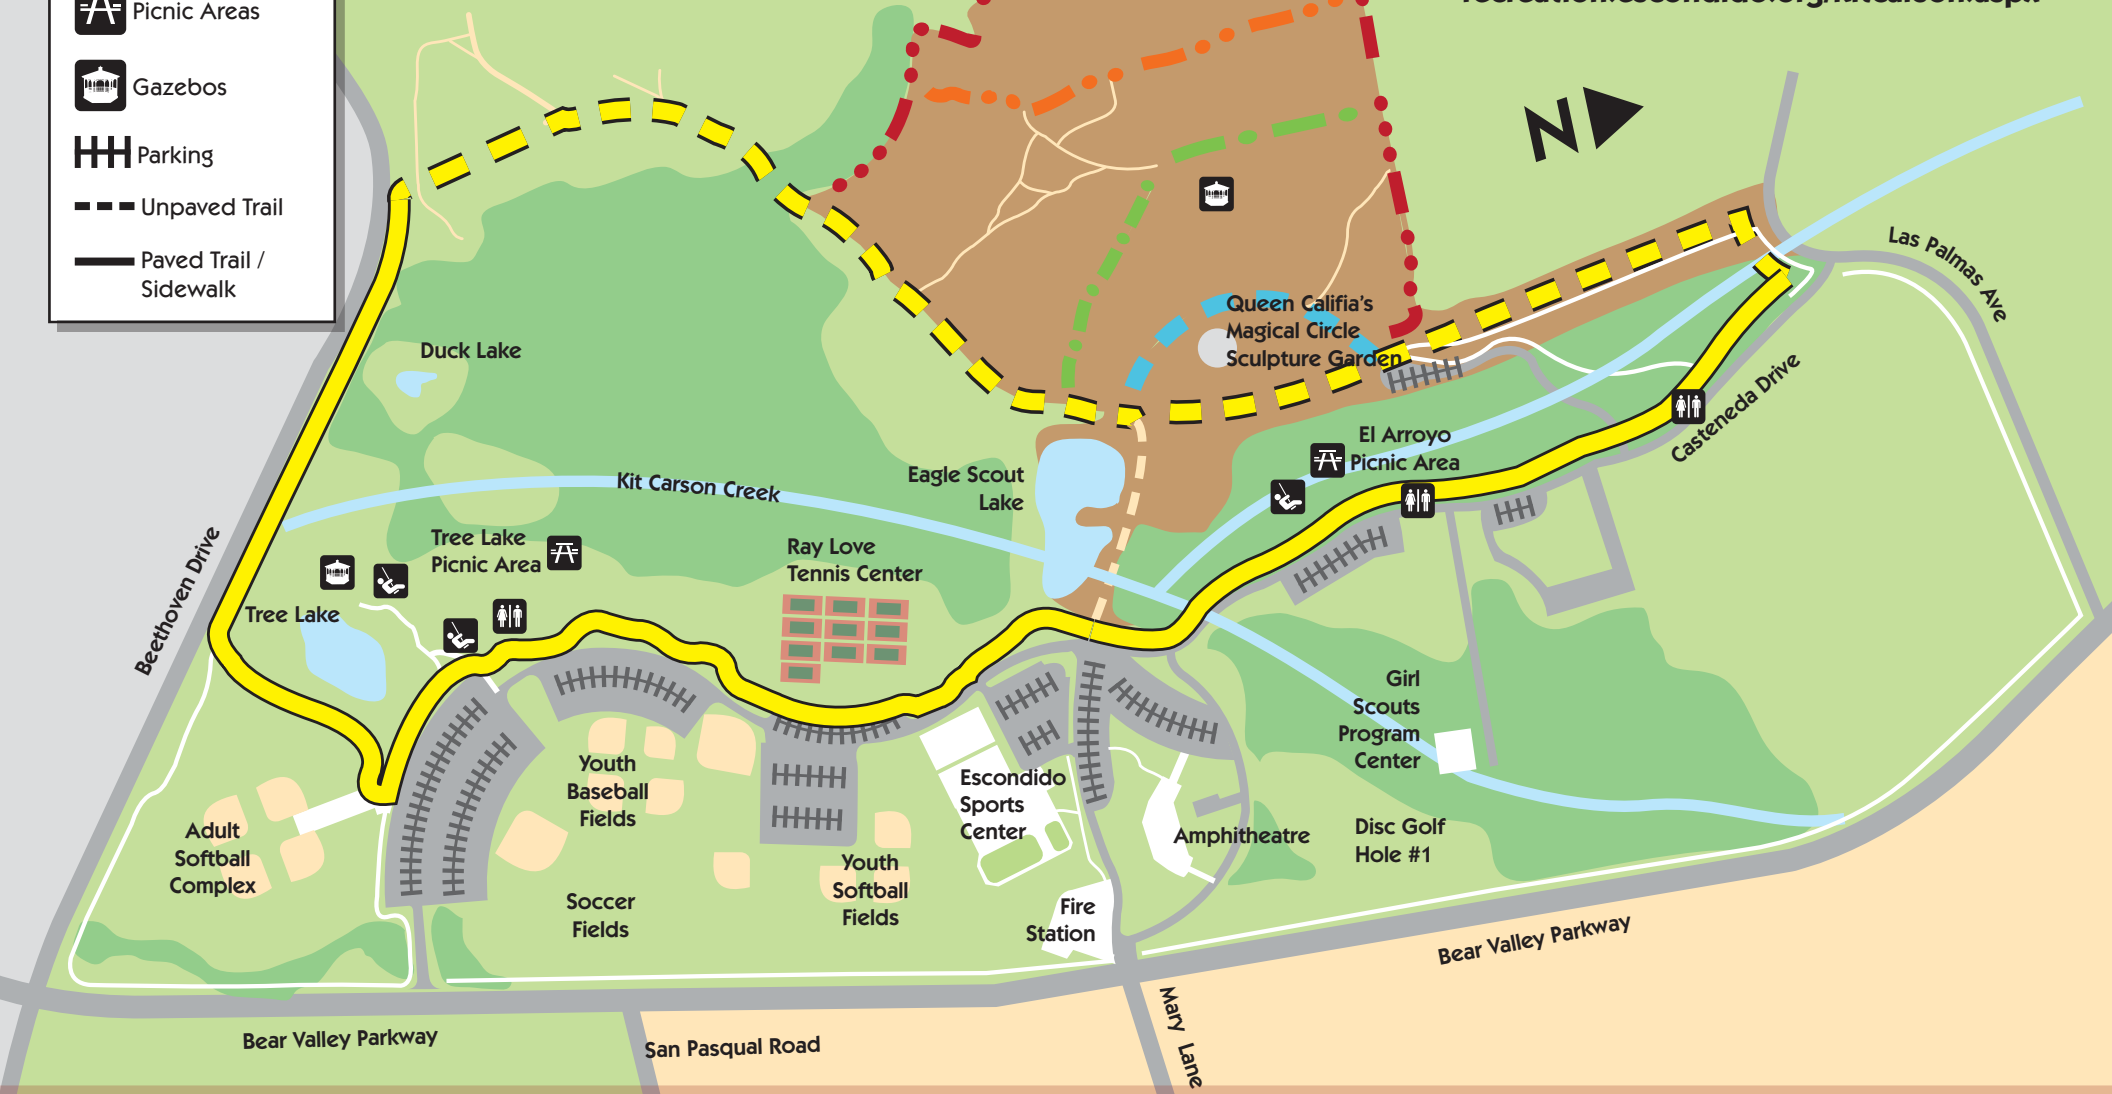 Picnic Areas
Gazebos
Parking
Unpaved Trail
Paved Trail /
Sidewalk
N
Las Palmas Ave
Queen Califia's
Magical Circle
Sculpture Garden
Duck Lake
Casteneda Drive
El Arroyo
Picnic Area
Eagle Scout
Lake
Kit Carson Creek
Tree Lake
Picnic Area
Ray Love
Tennis Center
Beethoven Drive
Tree Lake
Girl
Scouts
Program
Center
Youth
Baseball
Fields
Escondido
Sports
Center
Adult
Softball
Complex
Amphitheatre
Disc Golf
Hole #1
Youth
Softball
Fields
Soccer
Fields
Fire
Station
Bear Valley Parkway
Bear Valley Parkway
San Pasqual Road
Mary Lane